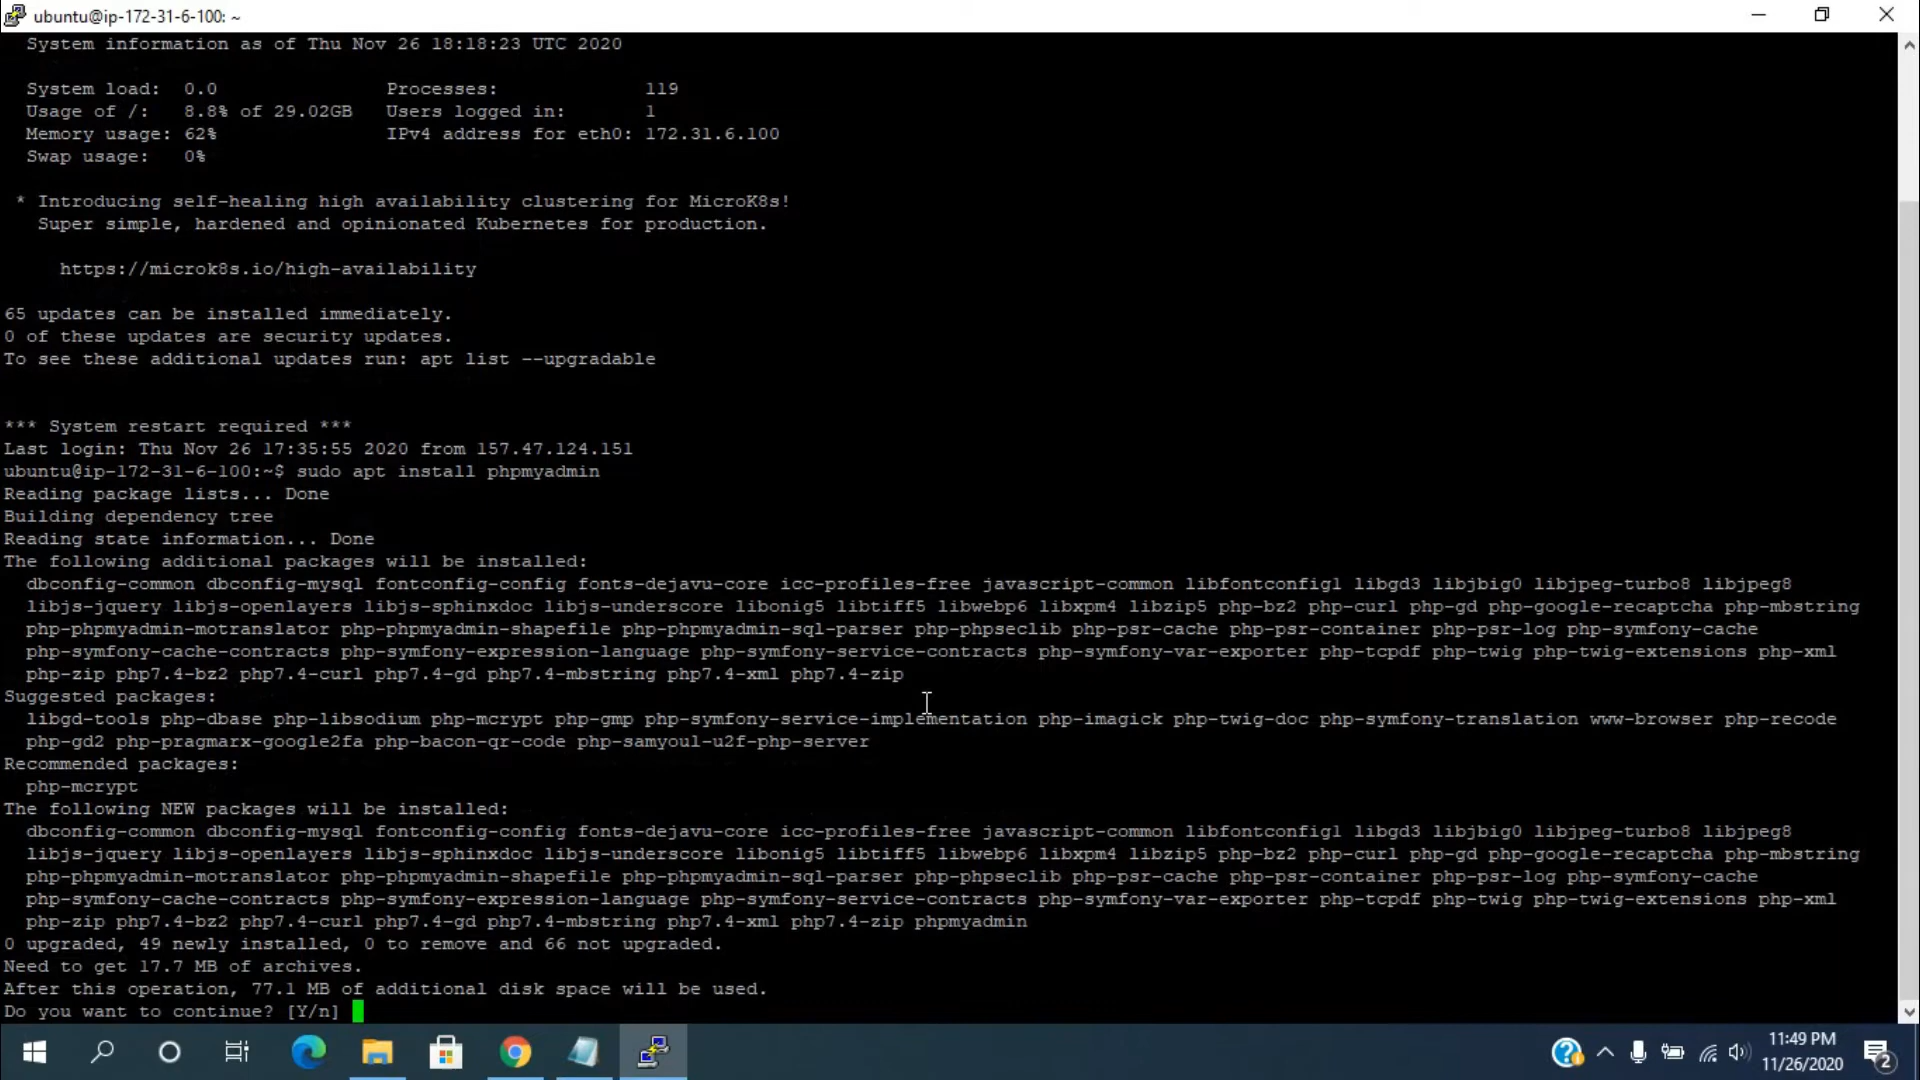 ubuntu@ip-172-31-6-100: ~
System information as of Thu Nov 26 18:18:23 UTC 2020
System load:  0.0               Processes:             119
Usage of /:   8.8% of 29.02GB   Users logged in:       1
Memory usage: 62%               IPv4 address for eth0: 172.31.6.100
Swap usage:   0%
* Introducing self-healing high availability clustering for MicroK8s!
Super simple, hardened and opinionated Kubernetes for production.
https://microk8s.io/high-availability
65 updates can be installed immediately.
0 of these updates are security updates.
To see these additional updates run: apt list --upgradable
*** System restart required ***
Last login: Thu Nov 26 17:35:55 2020 from 157.47.124.151
ubuntu@ip-172-31-6-100:~$ sudo apt install phpmyadmin
Reading package lists... Done
Building dependency tree
Reading state information... Done
The following additional packages will be installed:
dbconfig-common dbconfig-mysql fontconfig-config fonts-dejavu-core icc-profiles-free javascript-common libfontconfig1 libgd3 libjbig0 libjpeg-turbo8 libjpeg8
libjs-jquery libjs-openlayers libjs-sphinxdoc libjs-underscore libonig5 libtiff5 libwebp6 libxpm4 libzip5 php-bz2 php-curl php-gd php-google-recaptcha php-mbstring
php-phpmyadmin-motranslator php-phpmyadmin-shapefile php-phpmyadmin-sql-parser php-phpseclib php-psr-cache php-psr-container php-psr-log php-symfony-cache
php-symfony-cache-contracts php-symfony-expression-language php-symfony-service-contracts php-symfony-var-exporter php-tcpdf php-twig php-twig-extensions php-xml
php-zip php7.4-bz2 php7.4-curl php7.4-gd php7.4-mbstring php7.4-xml php7.4-zip
Suggested packages:
libgd-tools php-dbase php-libsodium php-mcrypt php-gmp php-symfony-service-implementation php-imagick php-twig-doc php-symfony-translation www-browser php-recode
php-gd2 php-pragmarx-google2fa php-bacon-qr-code php-samyoul-u2f-php-server
Recommended packages:
php-mcrypt
The following NEW packages will be installed:
dbconfig-common dbconfig-mysql fontconfig-config fonts-dejavu-core icc-profiles-free javascript-common libfontconfig1 libgd3 libjbig0 libjpeg-turbo8 libjpeg8
libjs-jquery libjs-openlayers libjs-sphinxdoc libjs-underscore libonig5 libtiff5 libwebp6 libxpm4 libzip5 php-bz2 php-curl php-gd php-google-recaptcha php-mbstring
php-phpmyadmin-motranslator php-phpmyadmin-shapefile php-phpmyadmin-sql-parser php-phpseclib php-psr-cache php-psr-container php-psr-log php-symfony-cache
php-symfony-cache-contracts php-symfony-expression-language php-symfony-service-contracts php-symfony-var-exporter php-tcpdf php-twig php-twig-extensions php-xml
php-zip php7.4-bz2 php7.4-curl php7.4-gd php7.4-mbstring php7.4-xml php7.4-zip phpmyadmin
0 upgraded, 49 newly installed, 0 to remove and 66 not upgraded.
Need to get 17.7 MB of archives.
After this operation, 77.1 MB of additional disk space will be used.
Do you want to continue? [Y/n]
11:49 PM
11/26/2020
2